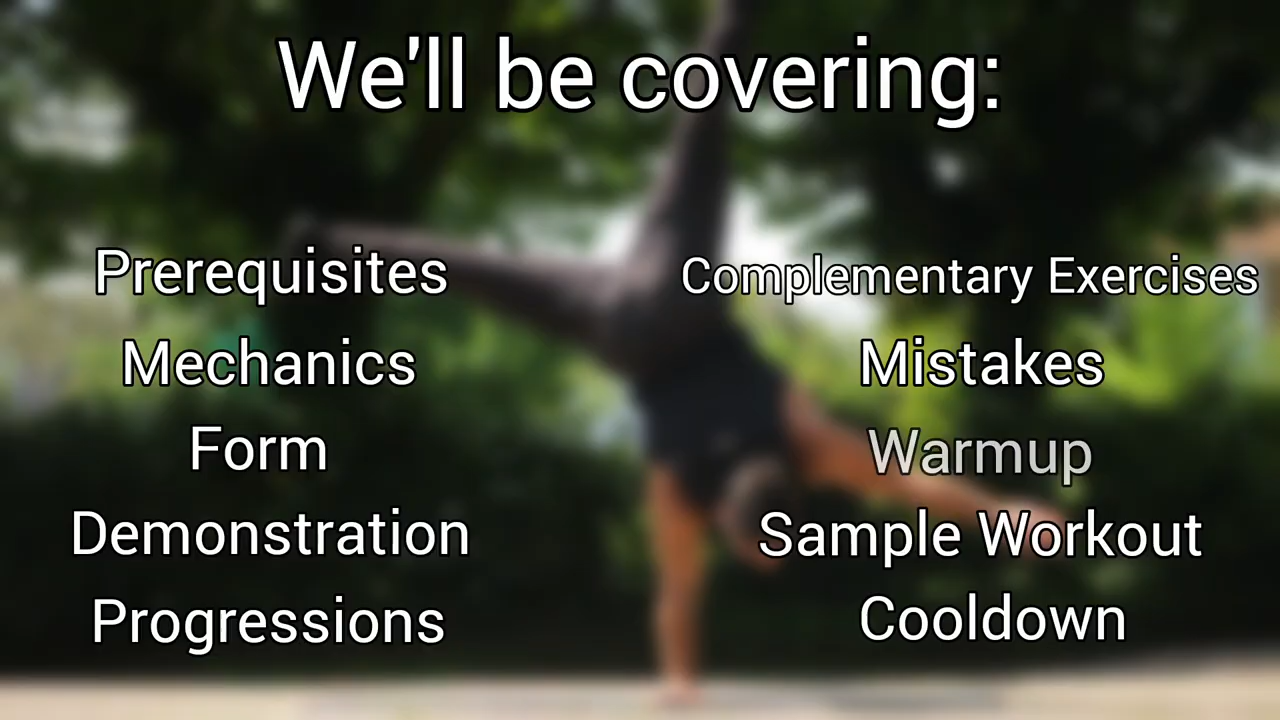 We'll be covering:
Prerequisites
Mechanics
Form
Demonstration
Progressions
Complementary Exercises
Mistakes
Warmup
Sample Workout
Cooldown